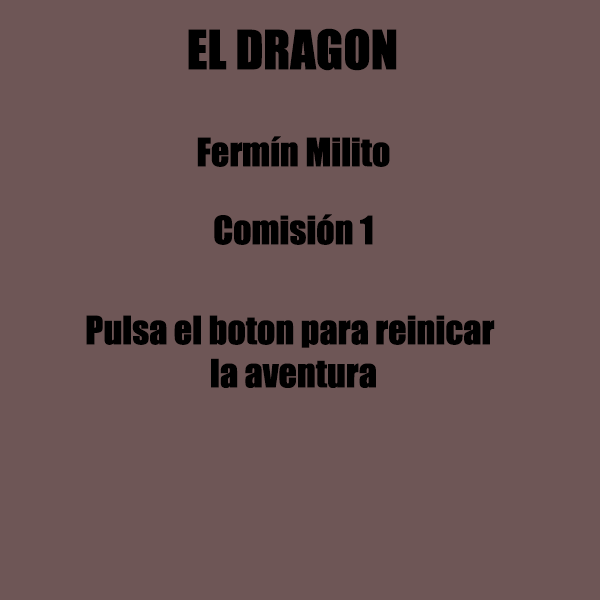 EL DRAGON
Fermín Milito
Comisión 1
Pulsa el boton para reinicar
la aventura